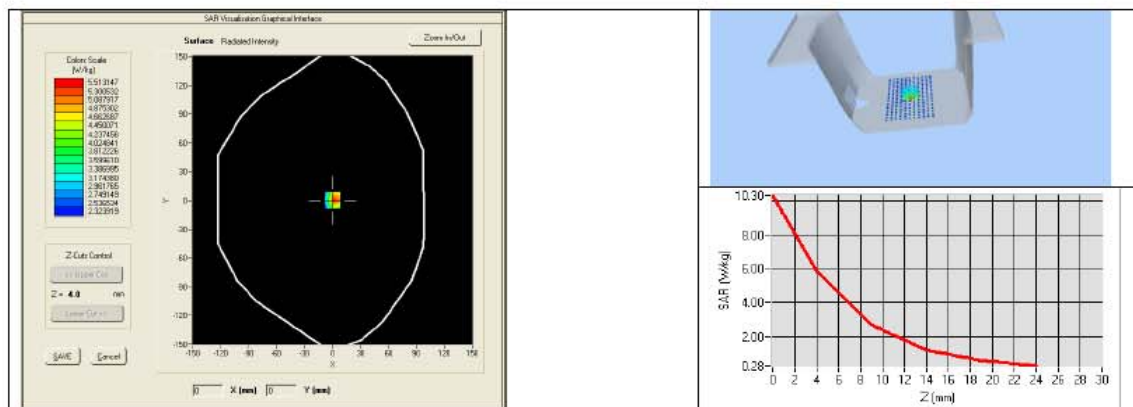 SAR Visualisation Graphical Interface
Surface Radiated Intensity
Zoom In/Out
Colors Scale
(W/kg)
5.513147
5.300532
5.087917
4.875302
4.662687
4.450071
4.237456
4.024841
3.812226
3.599610
3.386995
3.174380
2.961765
2.749149
2.536534
2.323919
150
120
90
60
30
0
-30
-60
-90
-120
-150
Y
-150 -120 -90 -60 -30 0 30 60 90 120 150
X
Z-Cuts Control
Z = 4.0 mm
SAVE Cancel
0 X (mm) 0 Y (mm)
10.30
8.00
6.00
4.00
2.00
0.28
SAR (W/kg)
0 2 4 6 8 10 12 14 16 18 20 22 24 26 28 30
Z (mm)